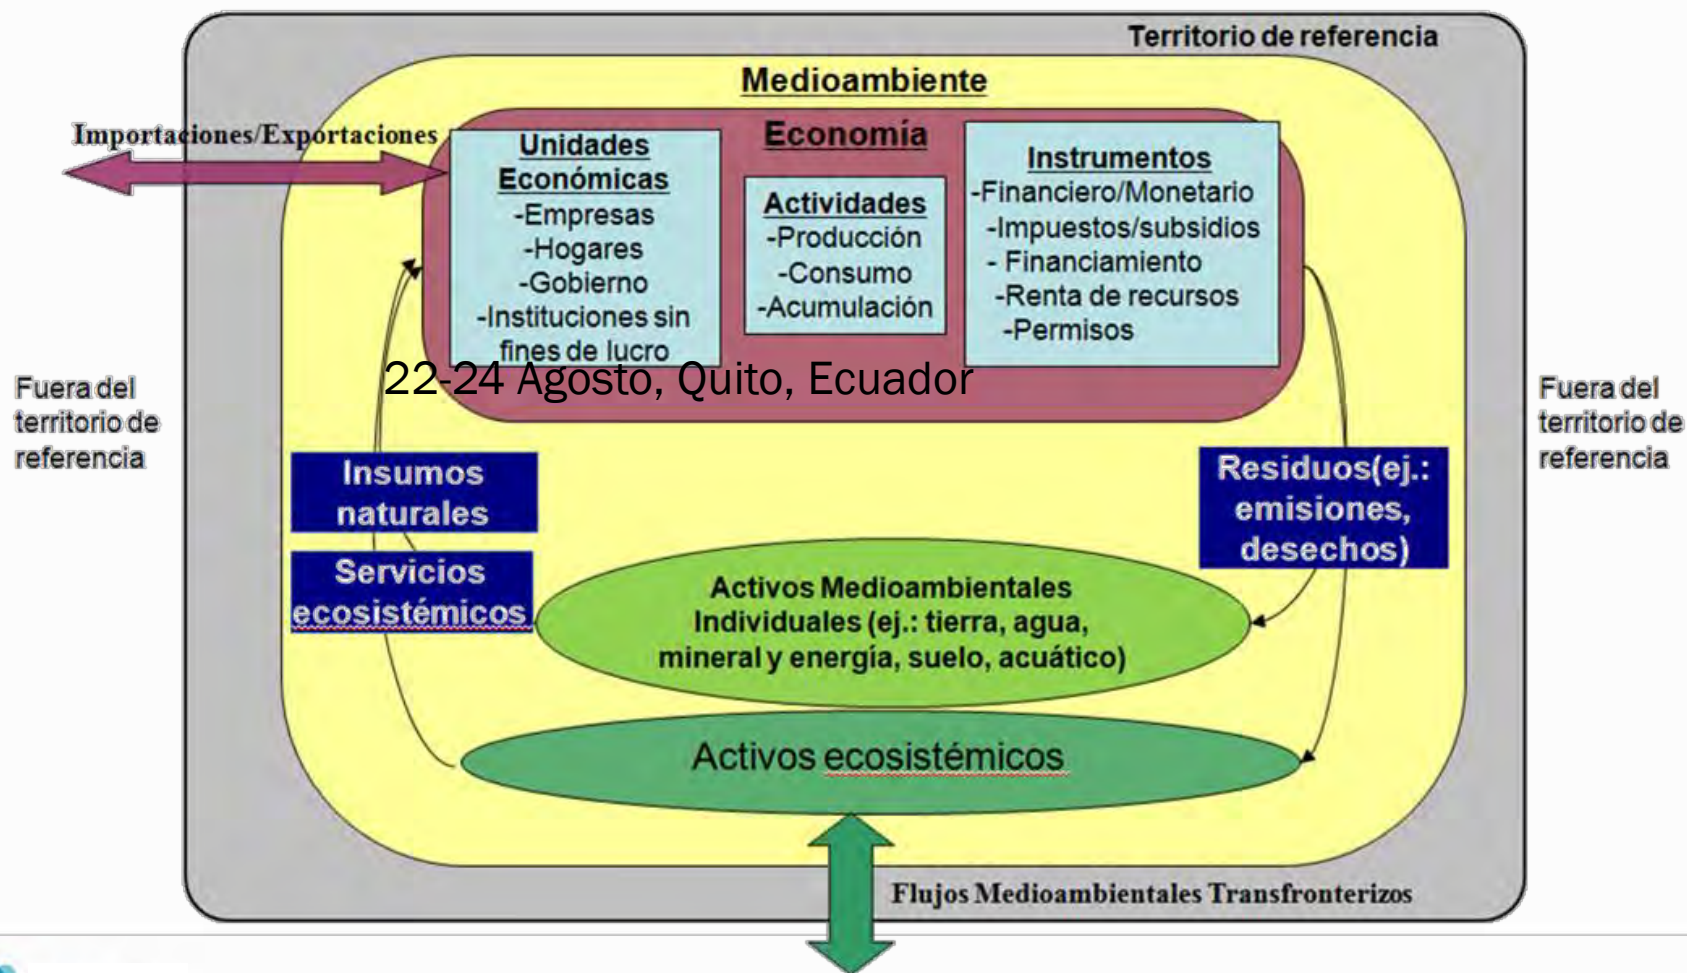 Territorio de referencia
Medioambiente
Importaciones/Exportaciones
Economía
Unidades
Económicas
-Empresas
-Hogares
-Gobierno
-Instituciones sin
fines de lucro
Actividades
-Producción
-Consumo
-Acumulación
Instrumentos
-Financiero/Monetario
-Impuestos/subsidios
- Financiamiento
-Renta de recursos
-Permisos
22-24 Agosto, Quito, Ecuador
Fuera del
territorio de
referencia
Fuera del
territorio de
referencia
Insumos
naturales
Servicios
ecosistémicos
Residuos(ej.:
emisiones,
desechos)
Activos Medioambientales
Individuales (ej.: tierra, agua,
mineral y energía, suelo, acuático)
Activos ecosistémicos
Flujos Medioambientales Transfronterizos